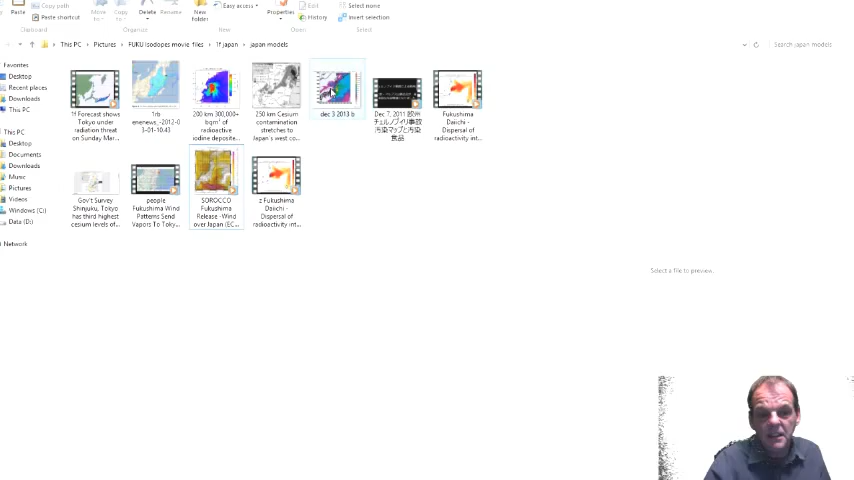 Paste
Copy path
Paste shortcut
Move to
Copy to
Delete
Rename
New folder
Easy access
Properties
Edit
History
Select none
Invert selection
Clipboard
Organize
New
Open
Select
This PC
Pictures
FUKU Isodopes movie files
1f japan
japan models
Search japan models
Favorites
Desktop
Recent places
Downloads
This PC
This PC
Desktop
Documents
Downloads
Music
Pictures
Videos
Windows (C:)
Data (D:)
Network
1f Forecast shows
Tokyo under
radiation threat
on Sunday Mar...
1rb
enenews,-2012-0
3-01-10.43
200 km 300,000+
bqm² of
radioactive
iodine deposite...
250 km Cesium
contamination
stretches to
Japan's west co...
dec 3 2013 b
Dec 7, 2011 欧州
チェルノブイリ事故
汚染マップと汚染
食品
Fukushima
Daiichi -
Dispersal of
radioactivity int...
Gov't Survey
Shinjuku, Tokyo
has third highest
cesium levels of...
people
Fukushima Wind
Patterns Send
Vapors To Toky...
SOROCCO
Fukushima
Release -Wind
over Japan (EC...
z Fukushima
Daiichi -
Dispersal of
radioactivity int...
Select a file to preview.